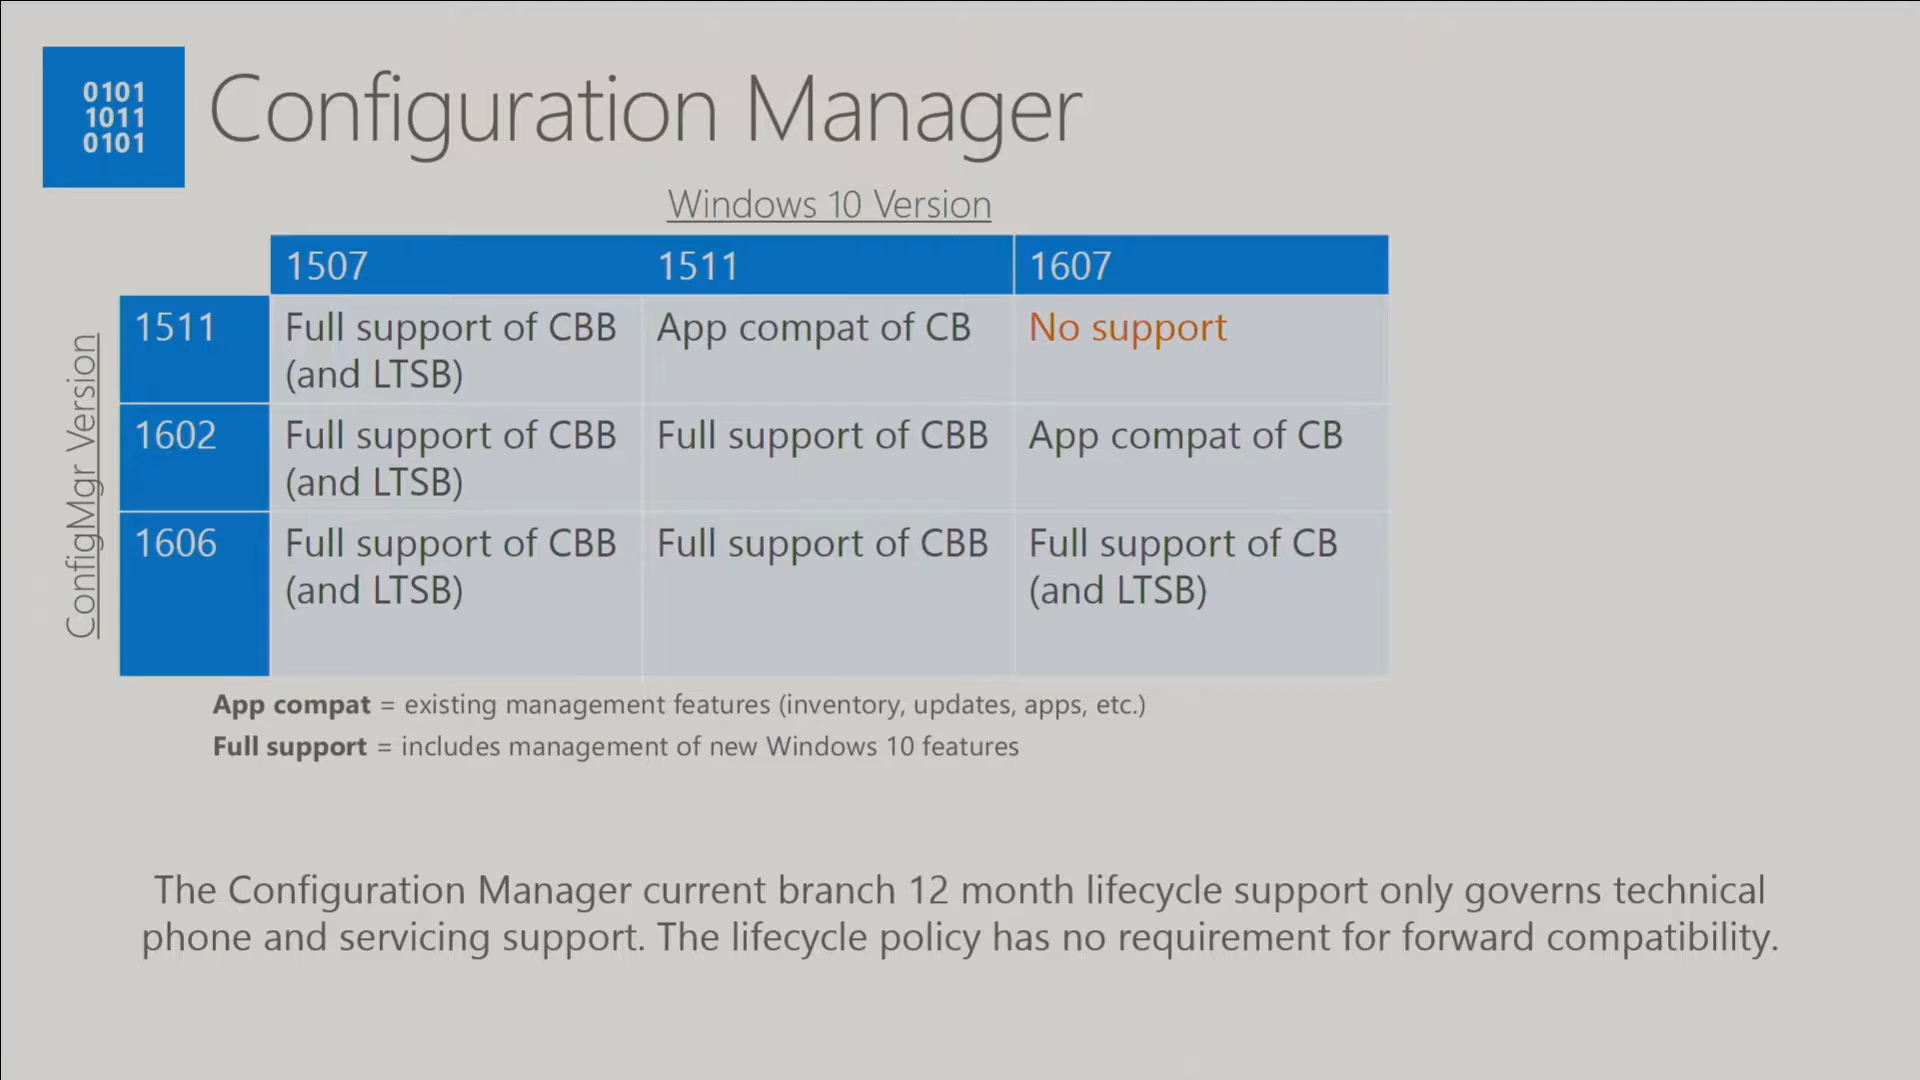 0101
1011
0101
Configuration Manager
Windows 10 Version
1507 1511 1607
ConfigMgr Version
1511 Full support of CBB App compat of CB No support
(and LTSB)
1602 Full support of CBB Full support of CBB App compat of CB
(and LTSB)
1606 Full support of CBB Full support of CBB Full support of CB
(and LTSB) (and LTSB)
App compat = existing management features (inventory, updates, apps, etc.)
Full support = includes management of new Windows 10 features
The Configuration Manager current branch 12 month lifecycle support only governs technical
phone and servicing support. The lifecycle policy has no requirement for forward compatibility.